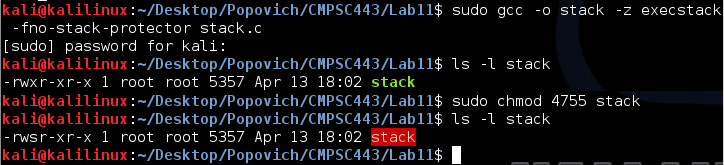 kali@kalilinux:~/Desktop/Popovich/CMPSC443/Lab11$ sudo gcc -o stack -z execstack
 -fno-stack-protector stack.c
[sudo] password for kali:
kali@kalilinux:~/Desktop/Popovich/CMPSC443/Lab11$ ls -l stack
-rwxr-xr-x 1 root root 5357 Apr 13 18:02 stack
kali@kalilinux:~/Desktop/Popovich/CMPSC443/Lab11$ sudo chmod 4755 stack
kali@kalilinux:~/Desktop/Popovich/CMPSC443/Lab11$ ls -l stack
-rwsr-xr-x 1 root root 5357 Apr 13 18:02 stack
kali@kalilinux:~/Desktop/Popovich/CMPSC443/Lab11$